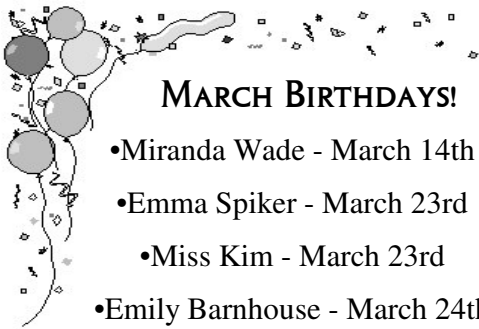 MARCH BIRTHDAYS!
•Miranda Wade - March 14th
•Emma Spiker - March 23rd
•Miss Kim - March 23rd
•Emily Barnhouse - March 24th